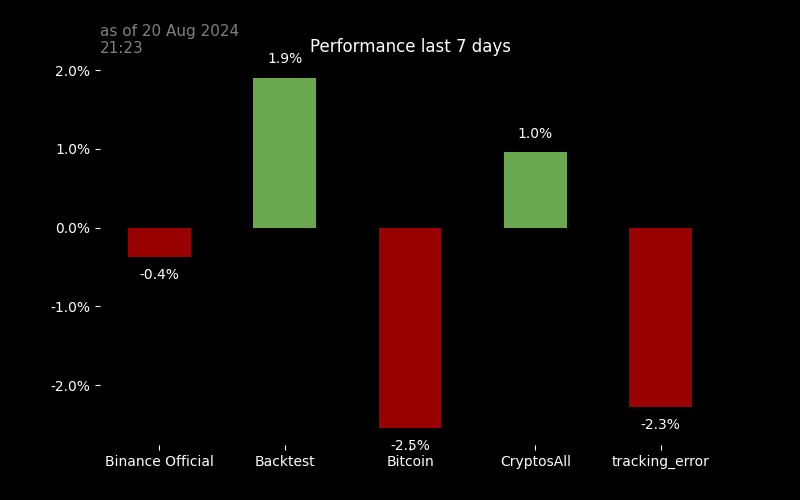 as of 20 Aug 2024
21:23
Performance last 7 days
2.0%
1.0%
0.0%
-1.0%
-2.0%
-0.4%
1.9%
-2.5%
1.0%
-2.3%
Binance Official
Backtest
Bitcoin
CryptosAll
tracking_error